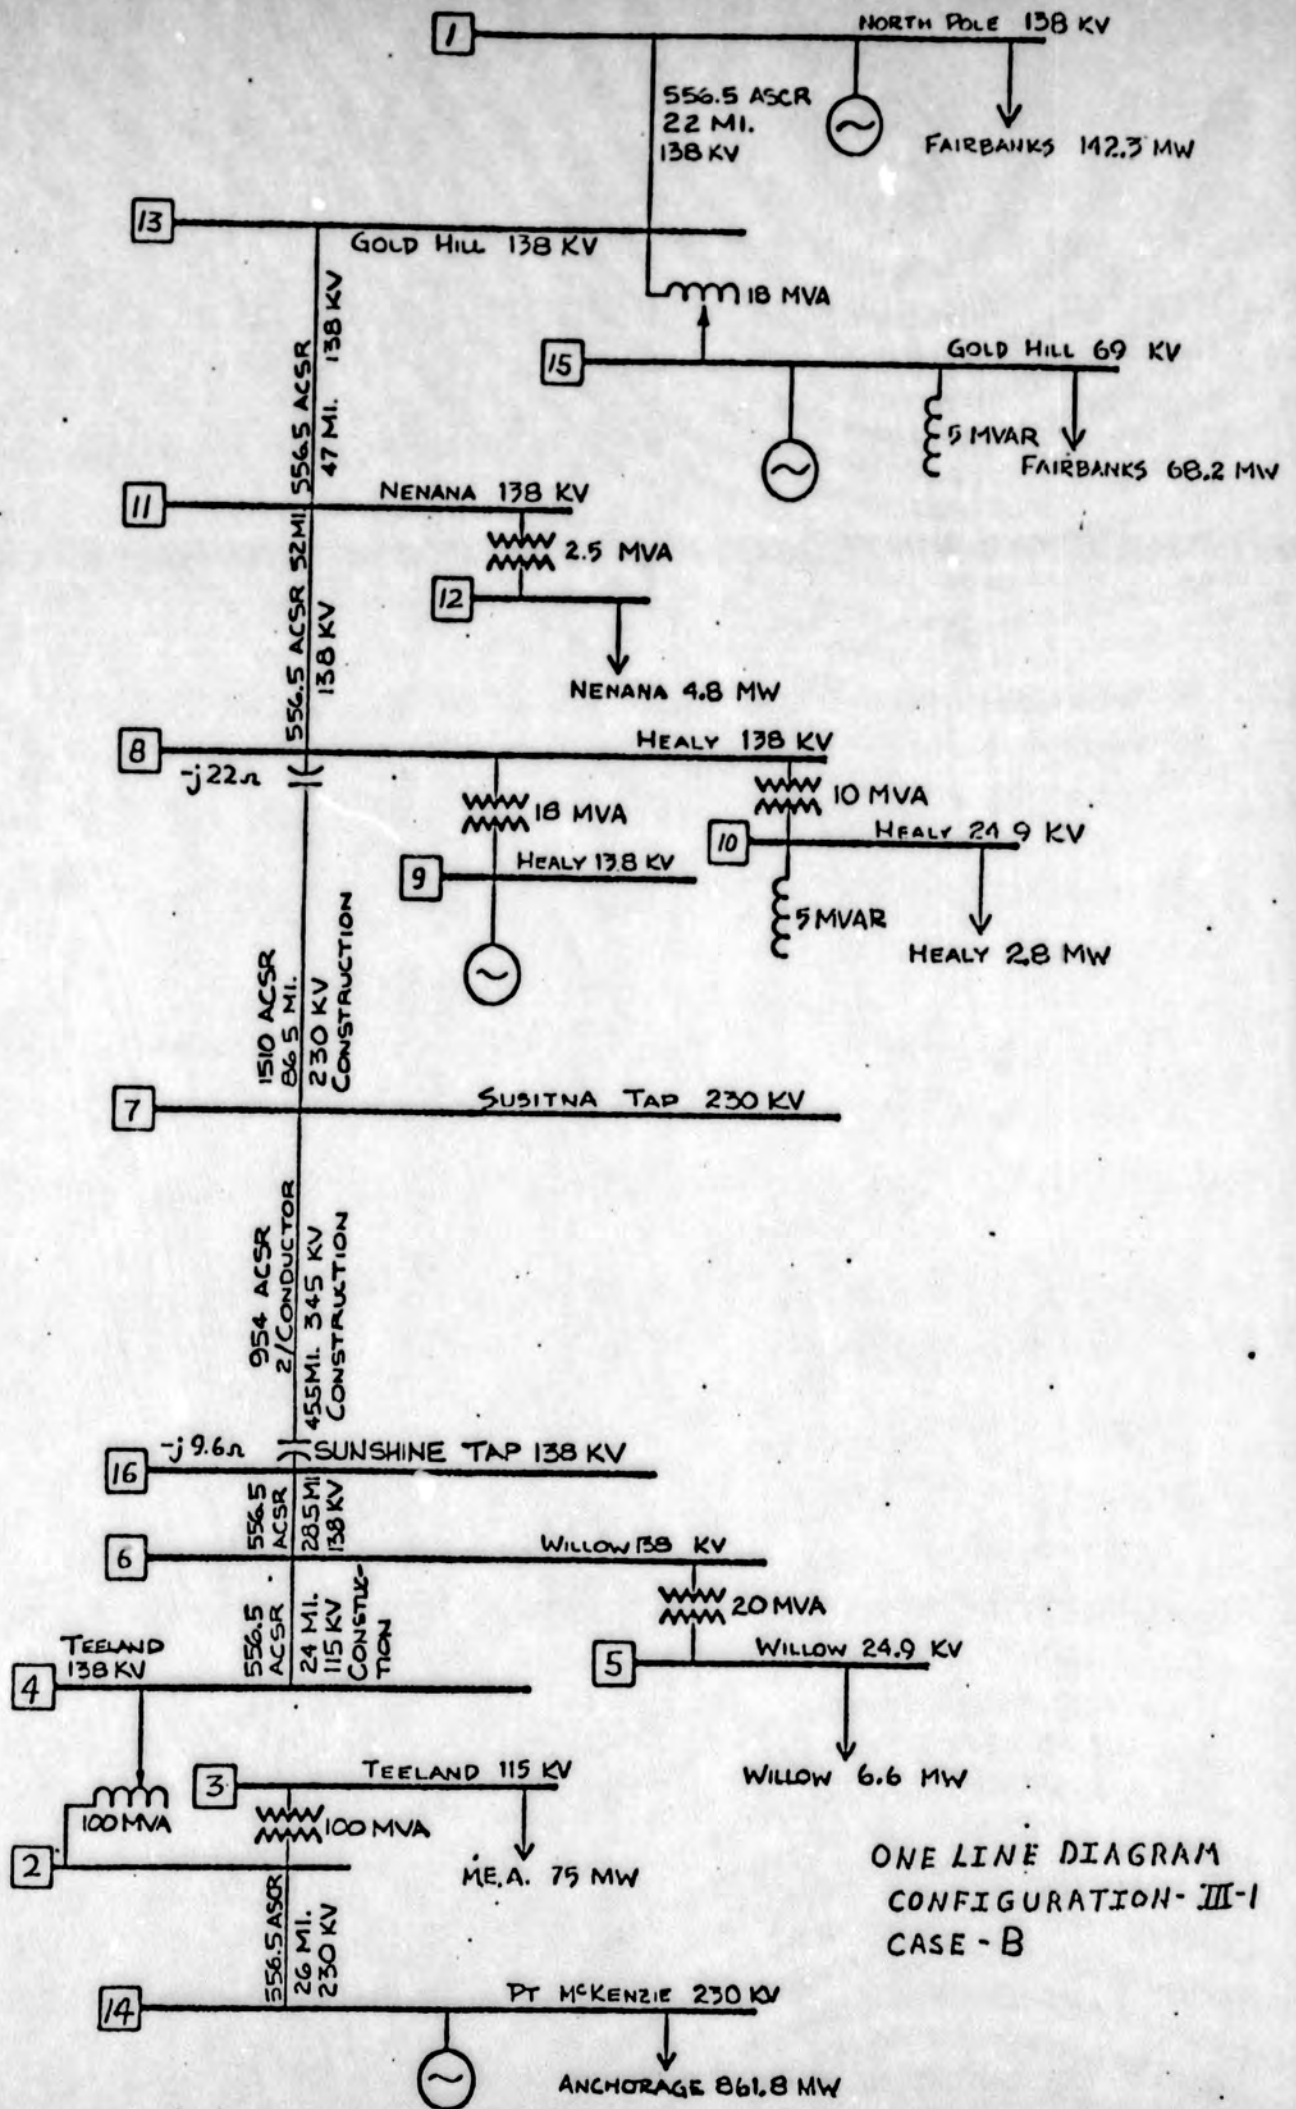 1
NORTH POLE 138 KV
556.5 ASCR
22 MI.
138 KV
FAIRBANKS 142.3 MW
13
GOLD HILL 138 KV
18 MVA
556.5 ACSR
47 MI. 138 KV
15
GOLD HILL 69 KV
5 MVAR
FAIRBANKS 68.2 MW
11
NENANA 138 KV
2.5 MVA
12
NENANA 4.8 MW
556.5 ACSR 52MI.
138 KV
8
HEALY 138 KV
-j22Ω
18 MVA
10 MVA
10
HEALY 24.9 KV
9
HEALY 13.8 KV
5 MVAR
HEALY 2.8 MW
1510 ACSR
86.5 MI.
230 KV
CONSTRUCTION
7
SUSITNA TAP 230 KV
954 ACSR
2/CONDUCTOR
45.5MI. 345 KV
CONSTRUCTION
-j9.6Ω
16
SUNSHINE TAP 138 KV
556.5
ACSR
28.5MI
138KV
6
WILLOW 138 KV
20 MVA
556.5
ACSR
24 MI.
115 KV
CONSTUC-
TION
TEELAND
138 KV
4
5
WILLOW 24.9 KV
WILLOW 6.6 MW
3
TEELAND 115 KV
100 MVA
100 MVA
2
M.E.A. 75 MW
556.5 ASCR
26 MI.
230 KV
14
PT MCKENZIE 230 KV
ANCHORAGE 861.8 MW
ONE LINE DIAGRAM
CONFIGURATION-III-1
CASE-B